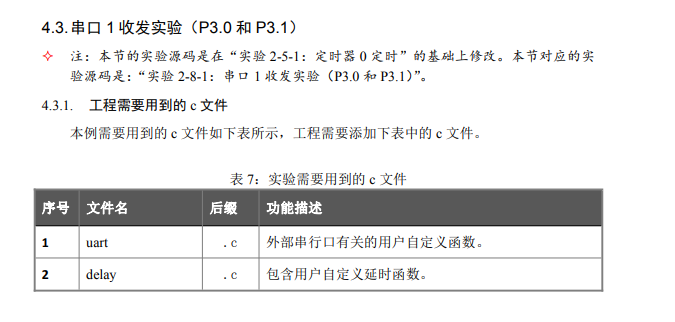 4.3.串口 1 收发实验（P3.0 和 P3.1）
✧ 注：本节的实验源码是在“实验 2-5-1：定时器 0 定时”的基础上修改。本节对应的实
验源码是：“实验 2-8-1：串口 1 收发实验（P3.0 和 P3.1）”。
4.3.1. 工程需要用到的 c 文件
本例需要用到的 c 文件如下表所示，工程需要添加下表中的 c 文件。
表 7：实验需要用到的 c 文件
序号 文件名 后缀 功能描述
1 uart .c 外部串行口有关的用户自定义函数。
2 delay .c 包含用户自定义延时函数。